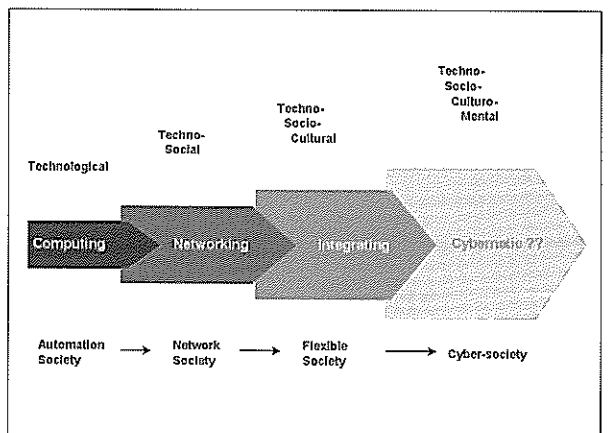 Techno-
Socio-
Culturo-
Mental
Techno-
Socio-
Cultural
Techno-
Social
Technological
Computing
Networking
Integrating
Cybernetic ??
Automation
Society
Network
Society
Flexible
Society
Cyber-society